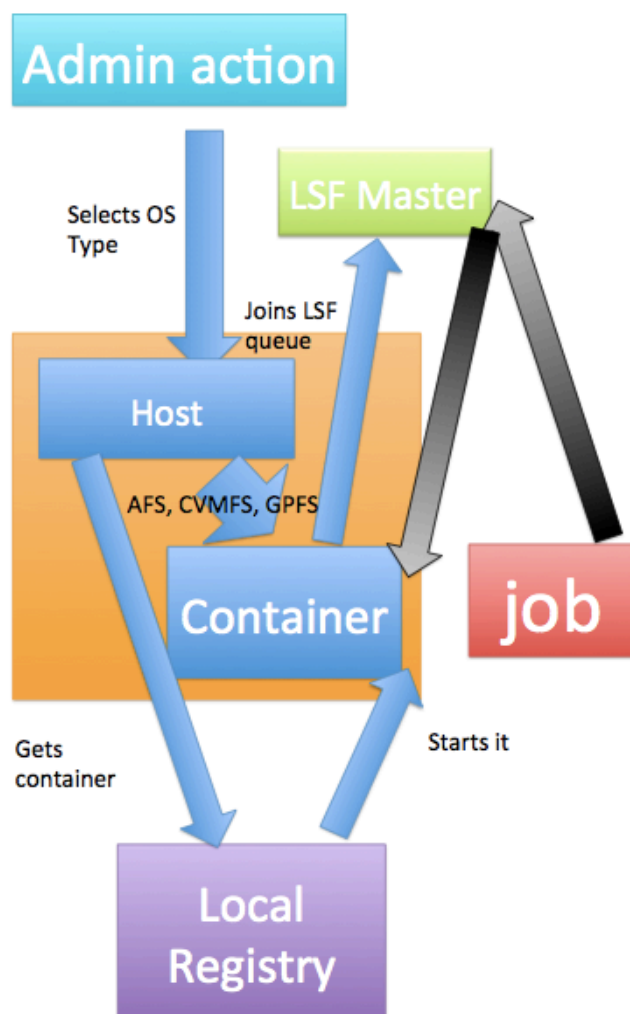 Admin action
LSF Master
Selects OS
Type
Joins LSF
queue
Host
AFS, CVMFS, GPFS
Container
job
Gets
container
Starts it
Local
Registry